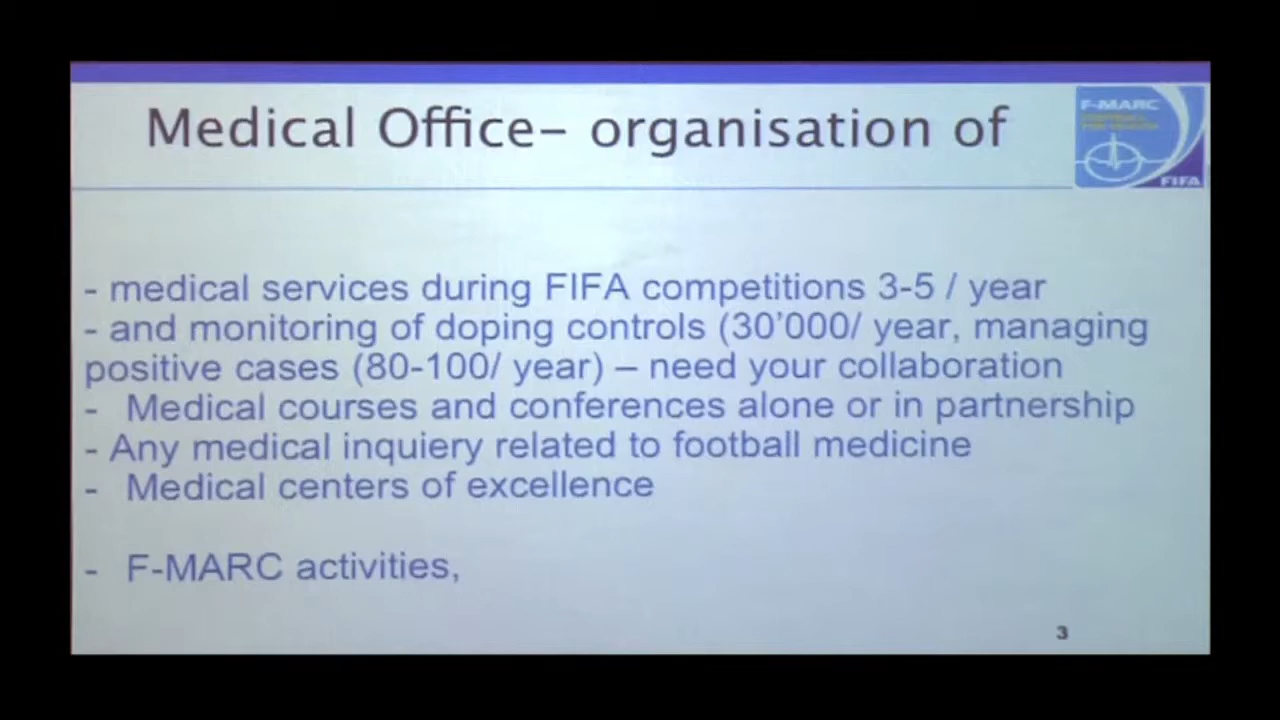 Medical Office– organisation of
F-MARC
FIFA
- medical services during FIFA competitions 3-5 / year
- and monitoring of doping controls (30’000/ year, managing
positive cases (80-100/ year) – need your collaboration
- Medical courses and conferences alone or in partnership
- Any medical inquiery related to football medicine
- Medical centers of excellence
- F-MARC activities,
3